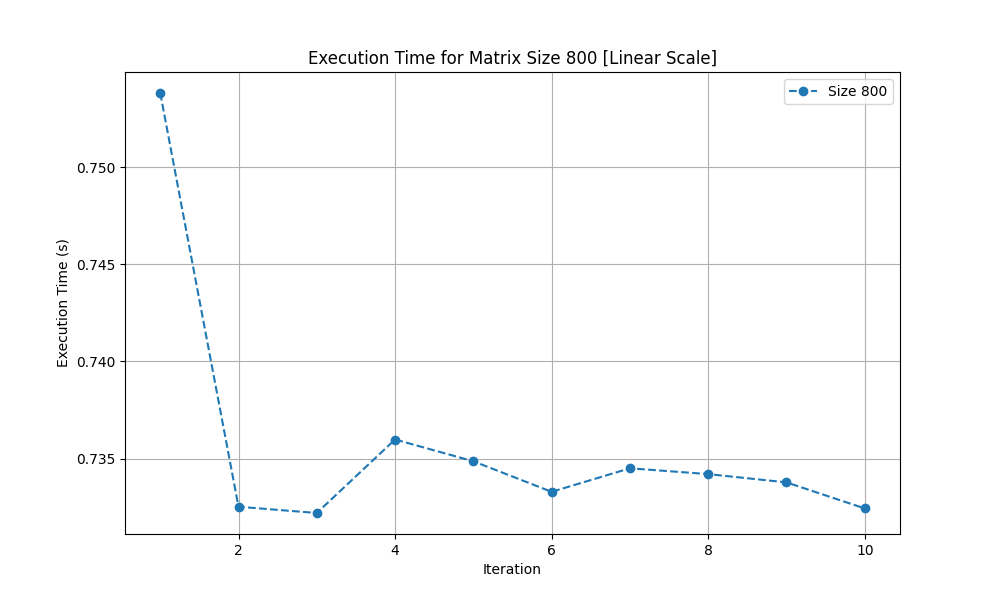 Execution Time for Matrix Size 800 [Linear Scale]
Size 800
0.750
0.745
0.740
0.735
Execution Time (s)
2
4
6
8
10
Iteration